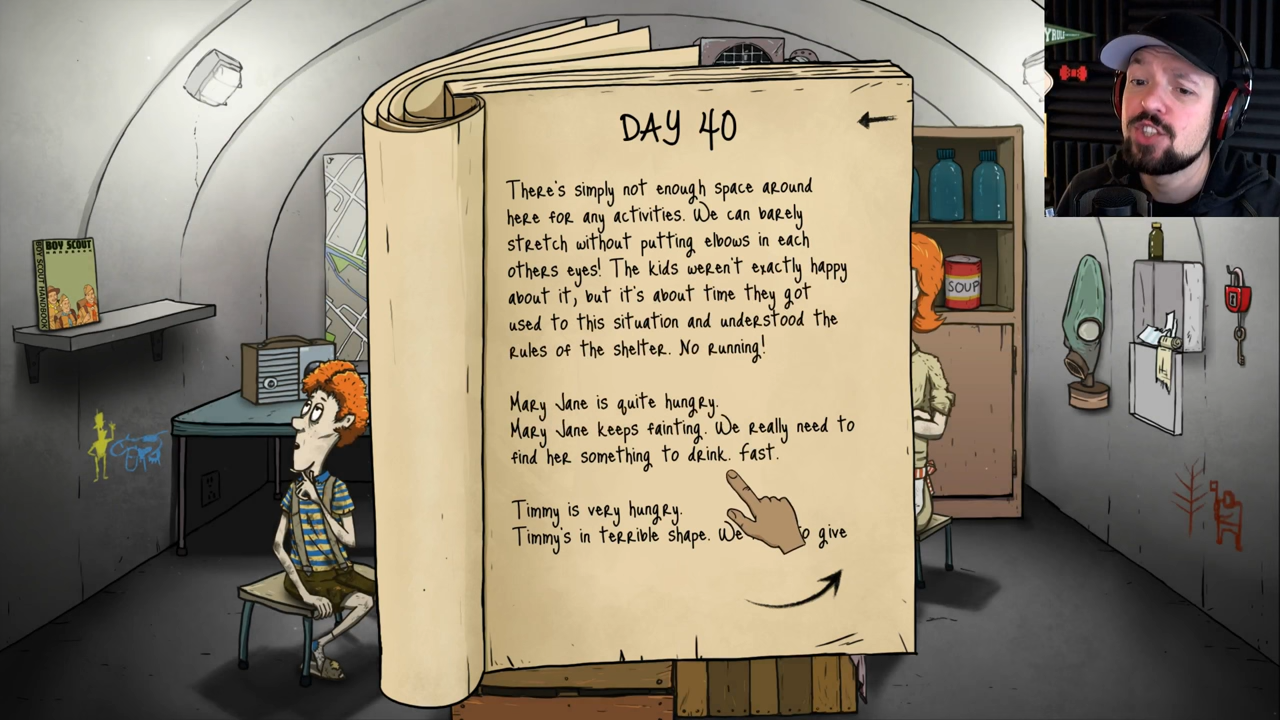 DAY 40
There's simply not enough space around
here for any activities. We can barely
stretch without putting elbows in each
others eyes! The kids weren't exactly happy
about it, but it's about time they got
used to this situation and understood the
rules of the shelter. No running!
Mary Jane is quite hungry.
Mary Jane keeps fainting. We really need to
find her something to drink. Fast.
Timmy is very hungry.
Timmy's in terrible shape. We give
BOY SCOUT
BOY SCOUT HANDBOOK
SOUP